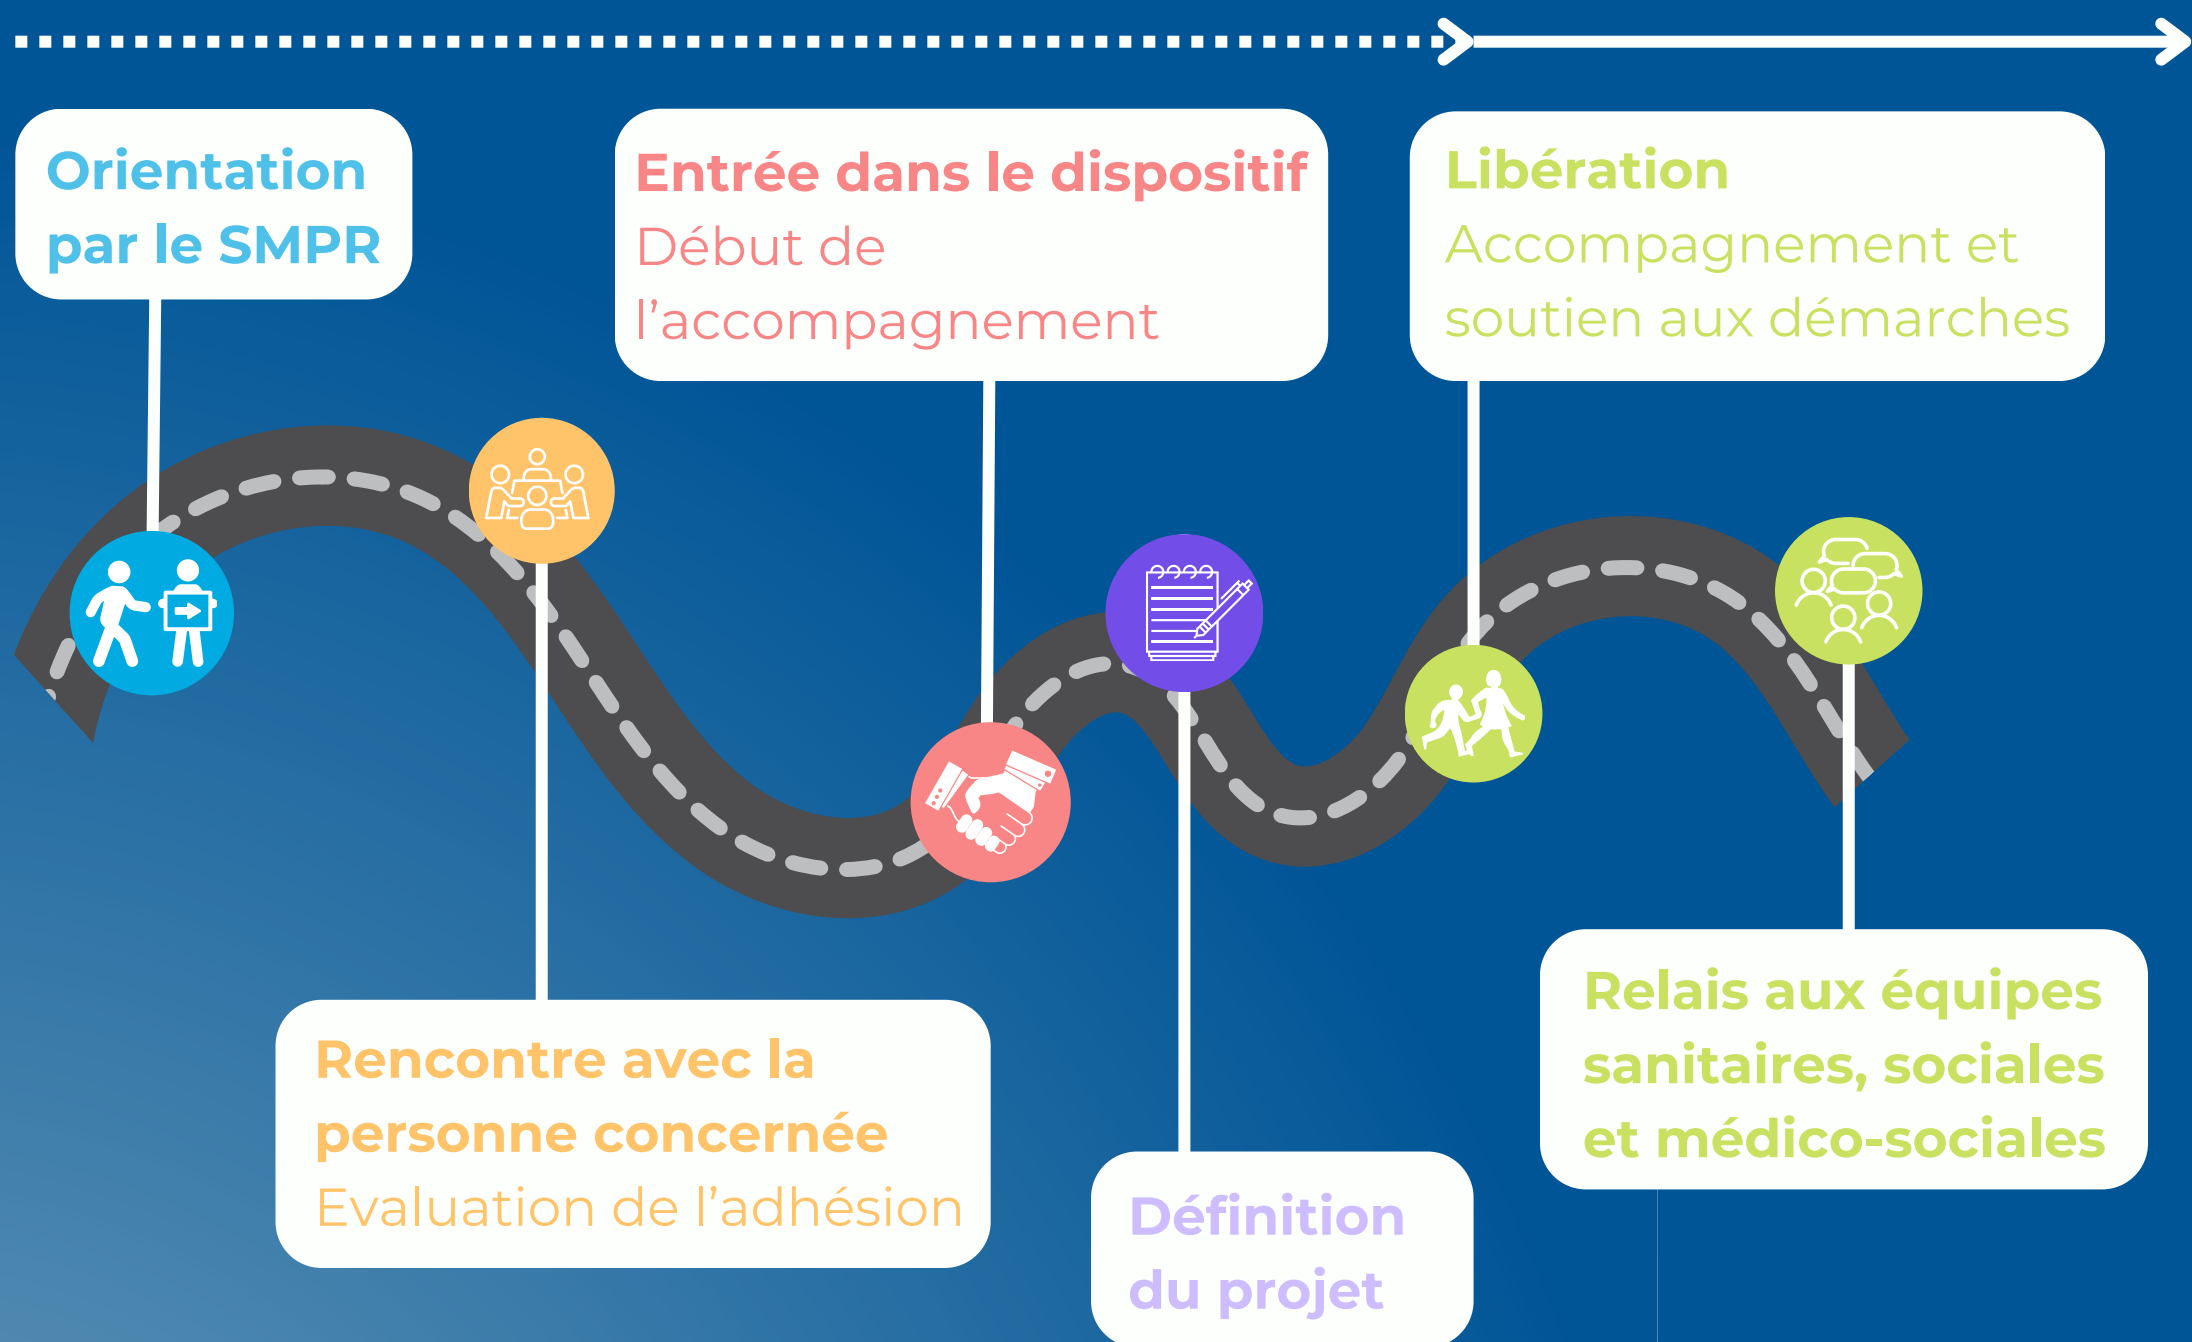 Orientation
par le SMPR
Entrée dans le dispositif
Début de
l'accompagnement
Libération
Accompagnement et
soutien aux démarches
Rencontre avec la
personne concernée
Evaluation de l'adhésion
Définition
du projet
Relais aux équipes
sanitaires, sociales
et médico-sociales